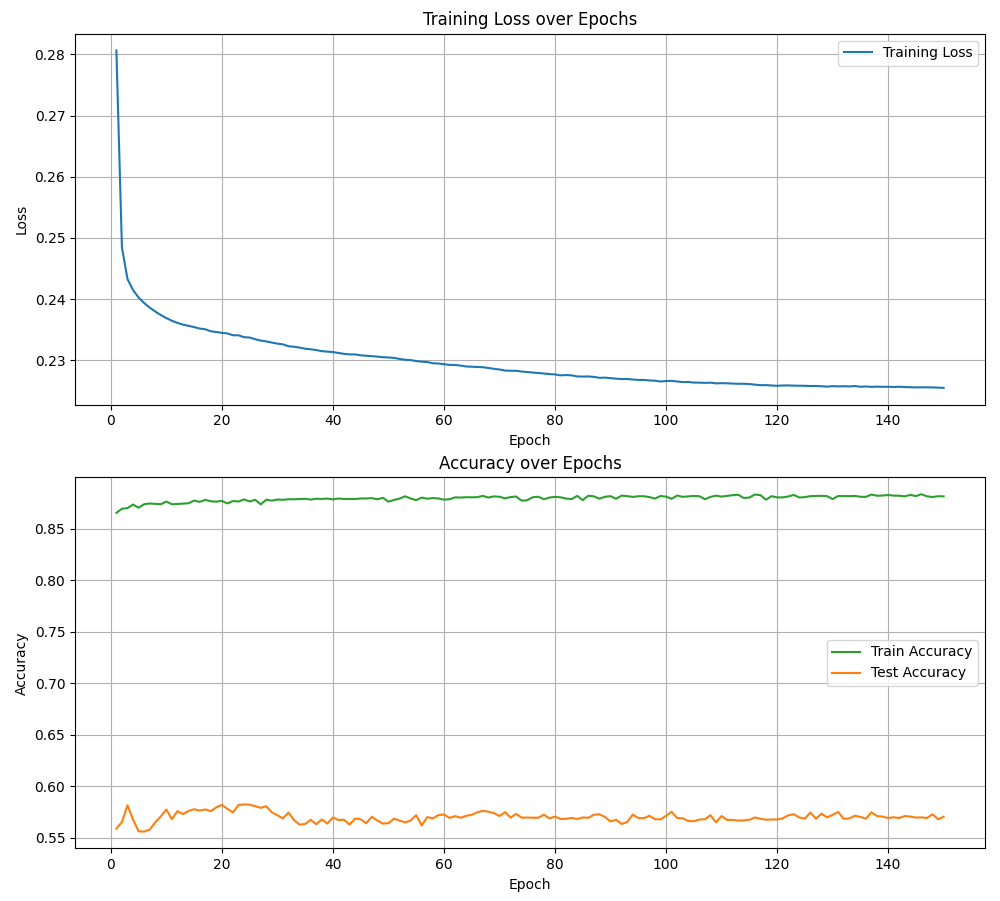 Training Loss over Epochs
0.28
0.27
0.26
0.25
0.24
0.23
Loss
Training Loss
0 20 40 60 80 100 120 140
Epoch
Accuracy over Epochs
0.85
0.80
0.75
0.70
0.65
0.60
0.55
Accuracy
Train Accuracy
Test Accuracy
0 20 40 60 80 100 120 140
Epoch